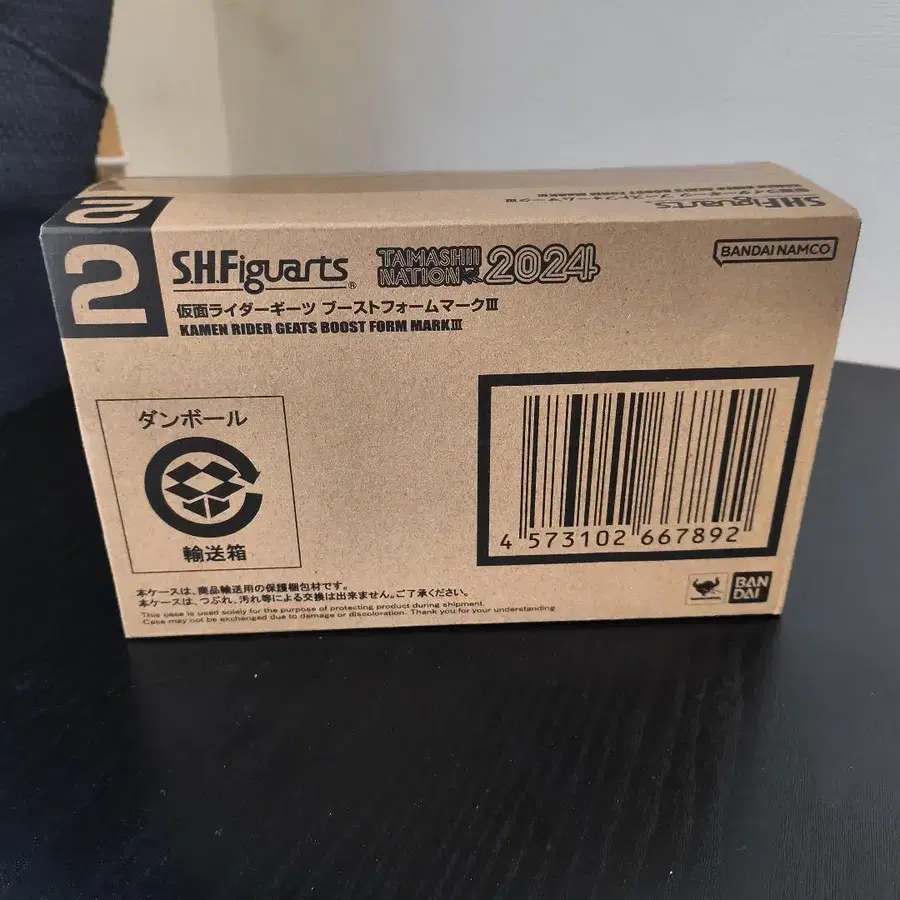 2
S.H.Figuarts
S.H.Figuarts® TAMASHII NATION 2024
BANDAI NAMCO
仮面ライダーギーツ ブーストフォームマークⅢ
KAMEN RIDER GEATS BOOST FORM MARKⅢ
2
ダンボール
輸送箱
4 573102 667892
本ケースは、商品輸送用の保護梱包材です。
本ケースは、つぶれ、汚れ等による交換は出来ません。ご了承ください。
This case is used solely for the purpose of protecting product during shipment.
Case may not be exchanged due to damage or discoloration. Thank you for your understanding.
BANDAI